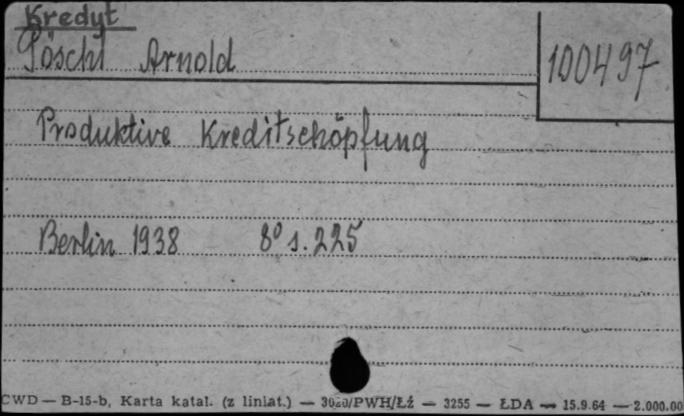 Kredyt
Pöschl Arnold
100497
Produktive Kreditschöpfung
Berlin 1938 8° s. 225
CWD — B-15-b, Karta katal. (z liniat.) — /PWH/Łź — 3255 — ŁDA — 15.9.64 — 2.000.00